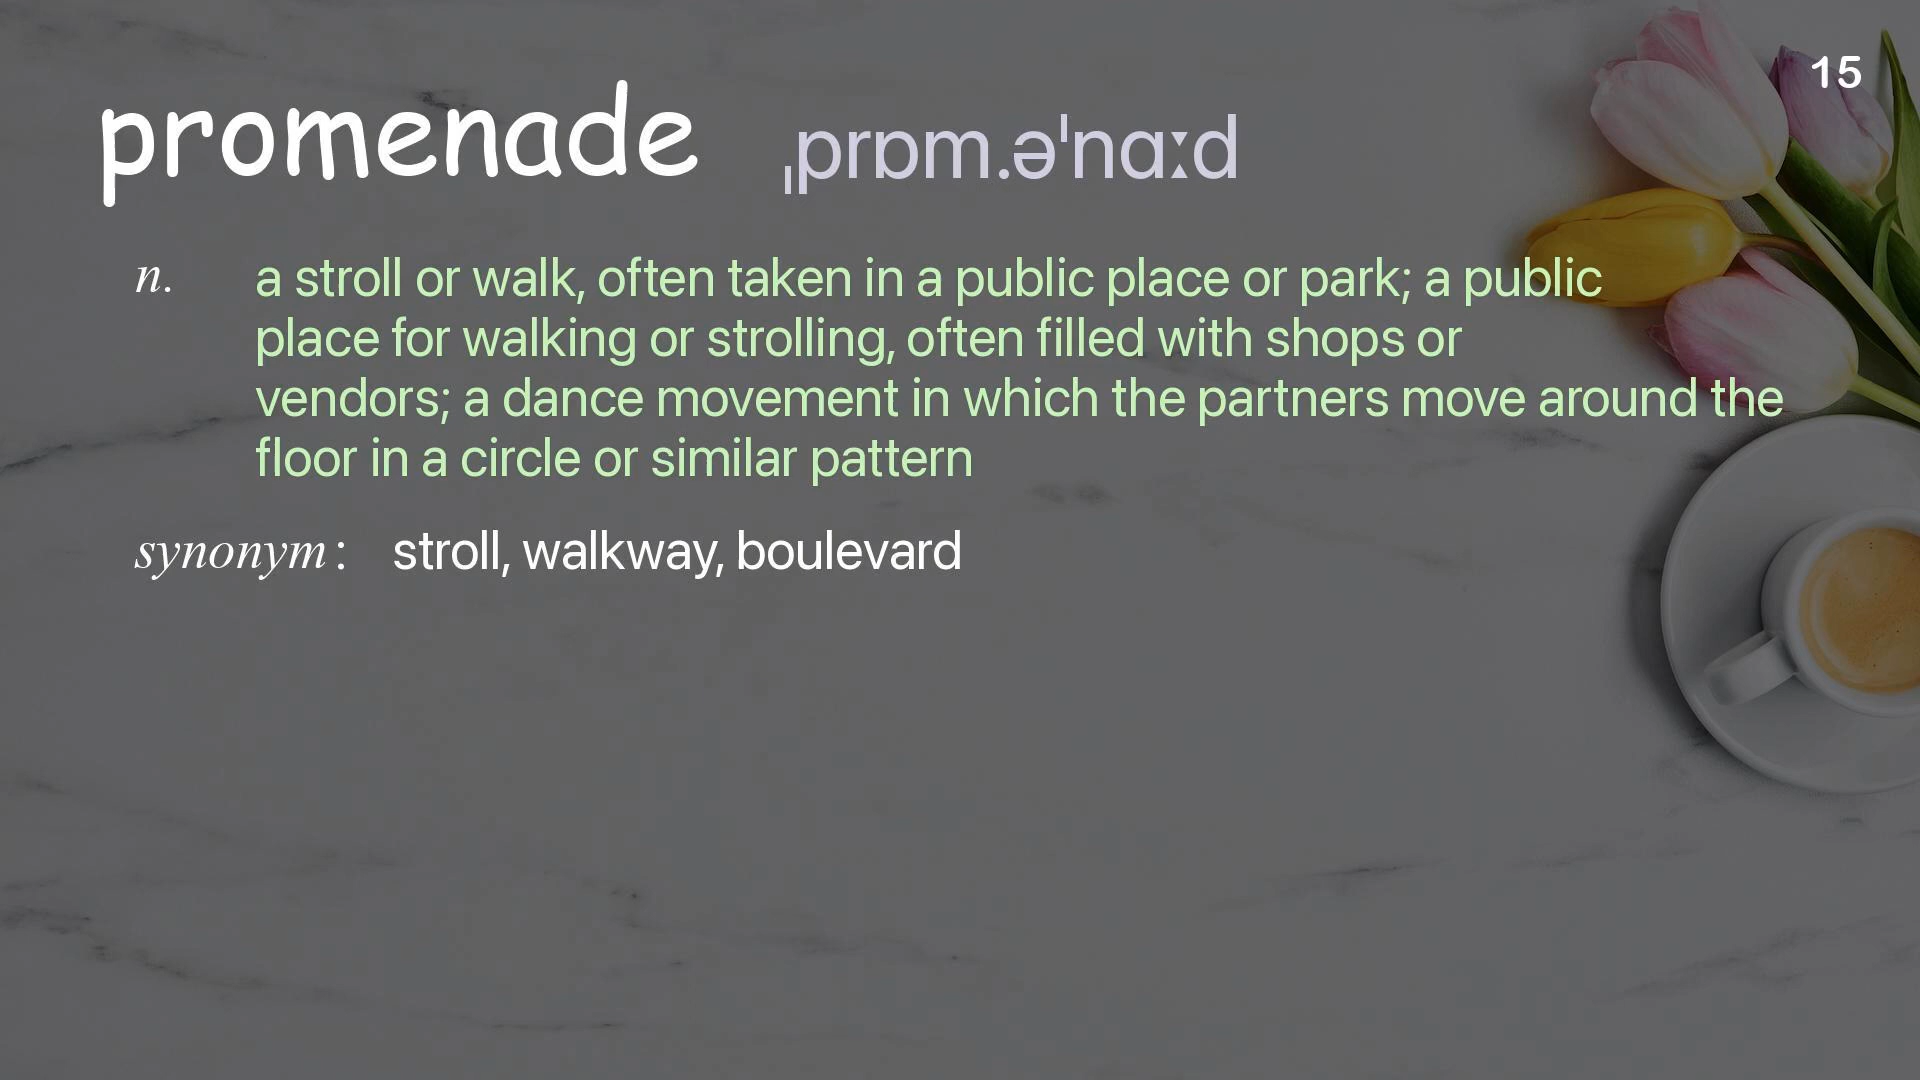 15
promenade ˌprɒm.əˈnɑːd
n. a stroll or walk, often taken in a public place or park; a public
place for walking or strolling, often filled with shops or
vendors; a dance movement in which the partners move around the
floor in a circle or similar pattern
synonym: stroll, walkway, boulevard